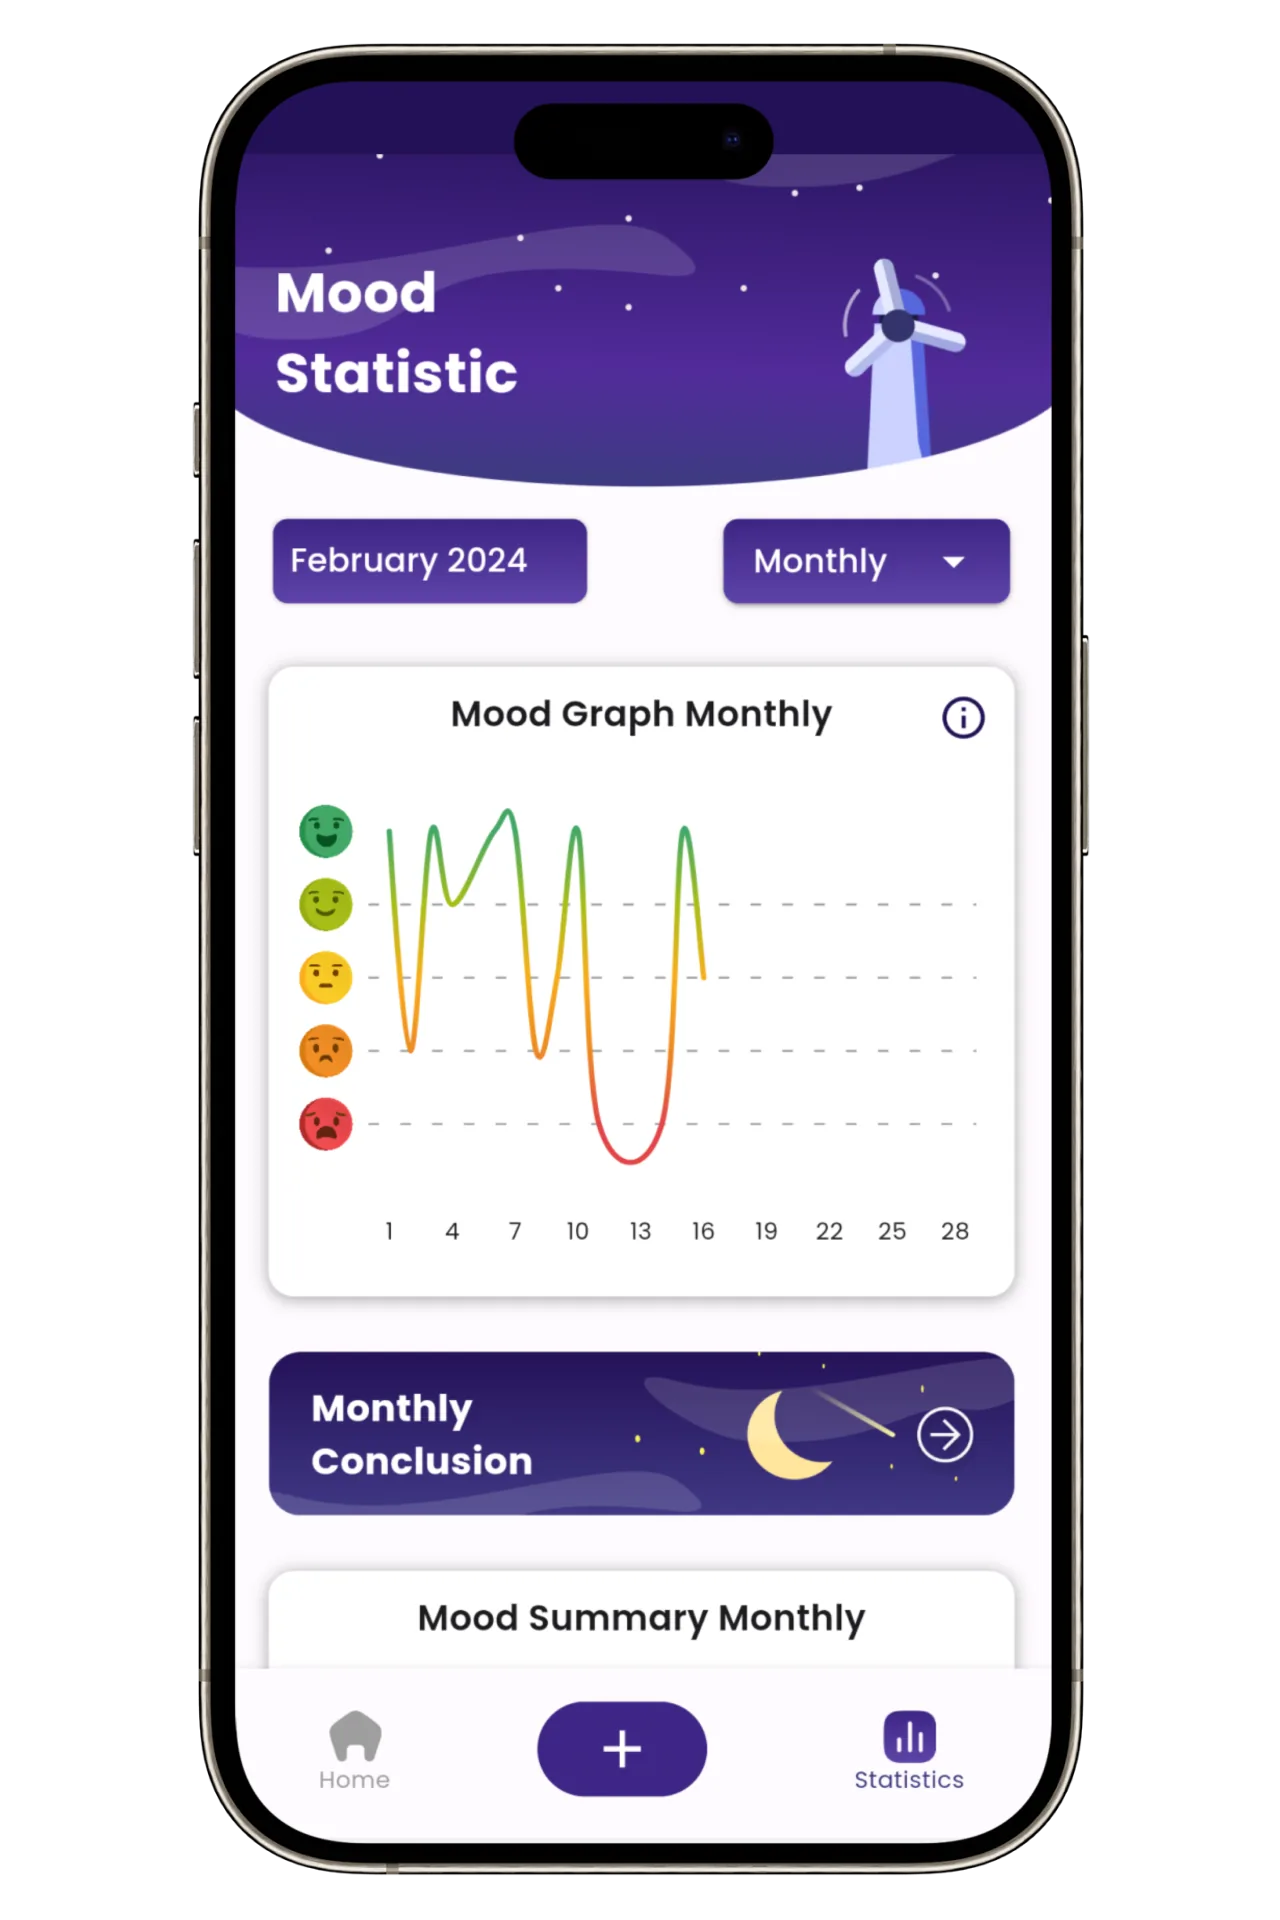 Mood
Statistic
February 2024
Monthly
Mood Graph Monthly
1 4 7 10 13 16 19 22 25 28
Monthly
Conclusion
Mood Summary Monthly
Home
Statistics